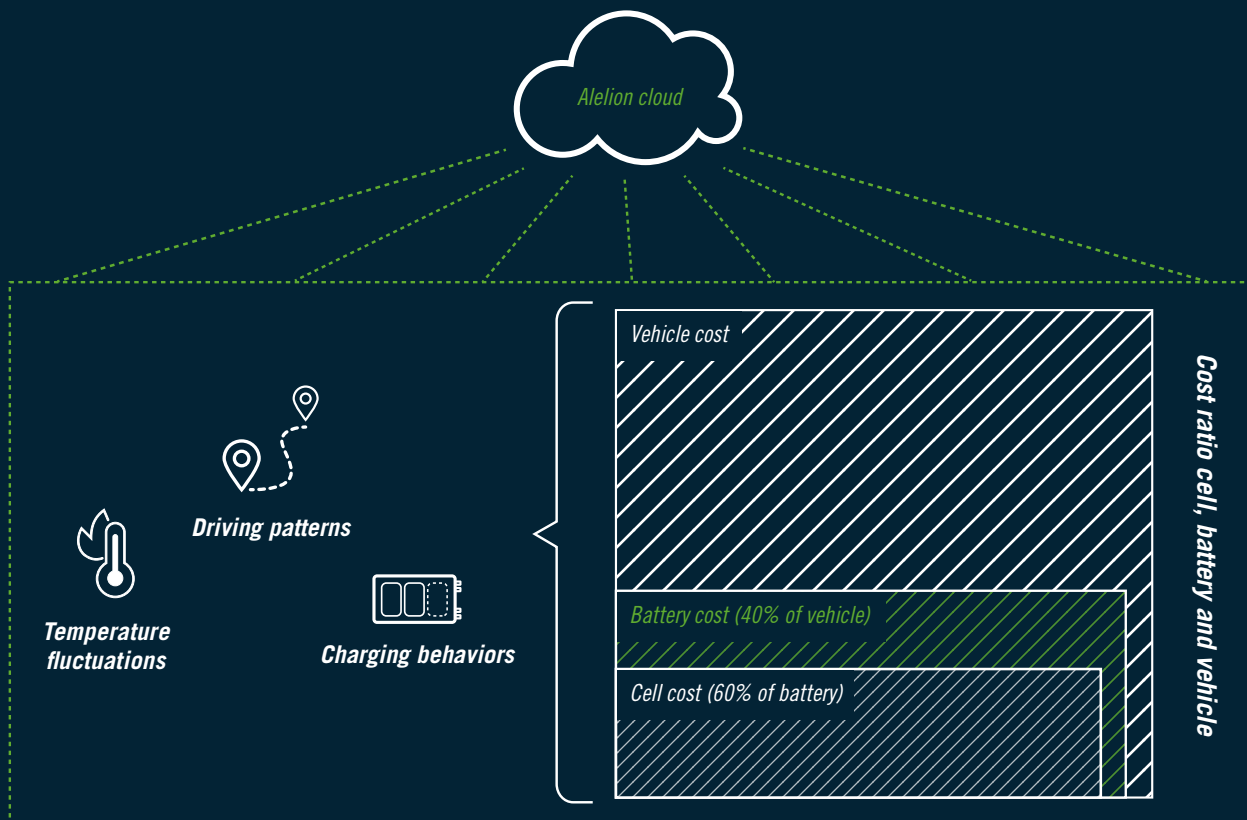 Alelion cloud
Vehicle cost
Driving patterns
Temperature
fluctuations
Charging behaviors
Battery cost (40% of vehicle)
Cell cost (60% of battery)
Cost ratio cell, battery and vehicle